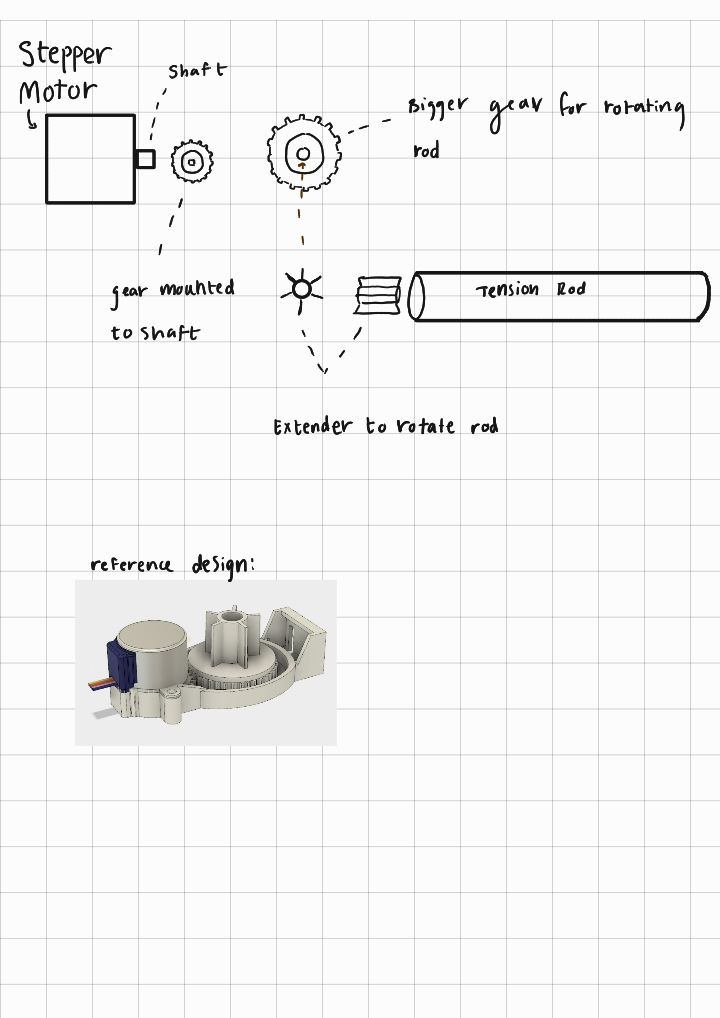 Stepper
Motor
Shaft
Bigger gear for rotating
rod
gear mounted
to shaft
Tension Rod
Extender to rotate rod
reference design: